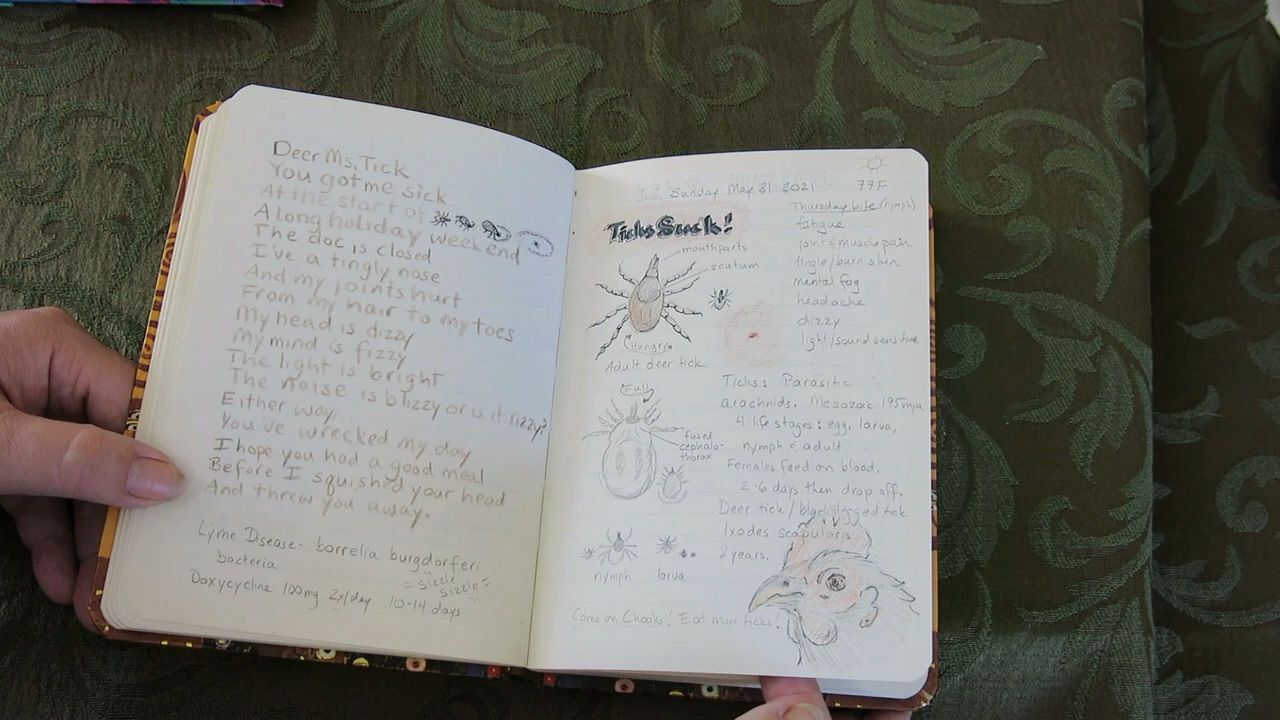 Deer Ms. Tick
You got me sick
At the start of
A long holiday weekend
The doc is closed
I've a tingly nose
And my joints hurt
From my hair to my toes
My head is dizzy
My mind is fizzy
The light is bright
The noise is blizzy or is it rizzy?
Either way
You've wrecked my day
I hope you had a good meal
Before I squished your head
And threw you away.
Lyme Disease - borrelia burgdorferi
bacteria
Doxycycline 100mg 2x/day 10-14 days
"sizzle
sizzle"
Sunday May 31 2021 77F
Ticks Suck!
mouthparts
scutum
Hungry
Adult deer tick
Thursday bite (nymph)
fatigue
joint & muscle pain
tingle/burn skin
mental fog
headache
dizzy
light/sound sensitive
Full
fused
cephalo-
thorax
Ticks: Parasitic
arachnids. Mesozoic 195mya
4 life stages: egg, larva,
nymph & adult
Females feed on blood.
2-6 days then drop off.
Deer tick/blacklegged tick
Ixodes scapularis
2 years.
nymph larva
Come on Chooks! Eat more ticks!